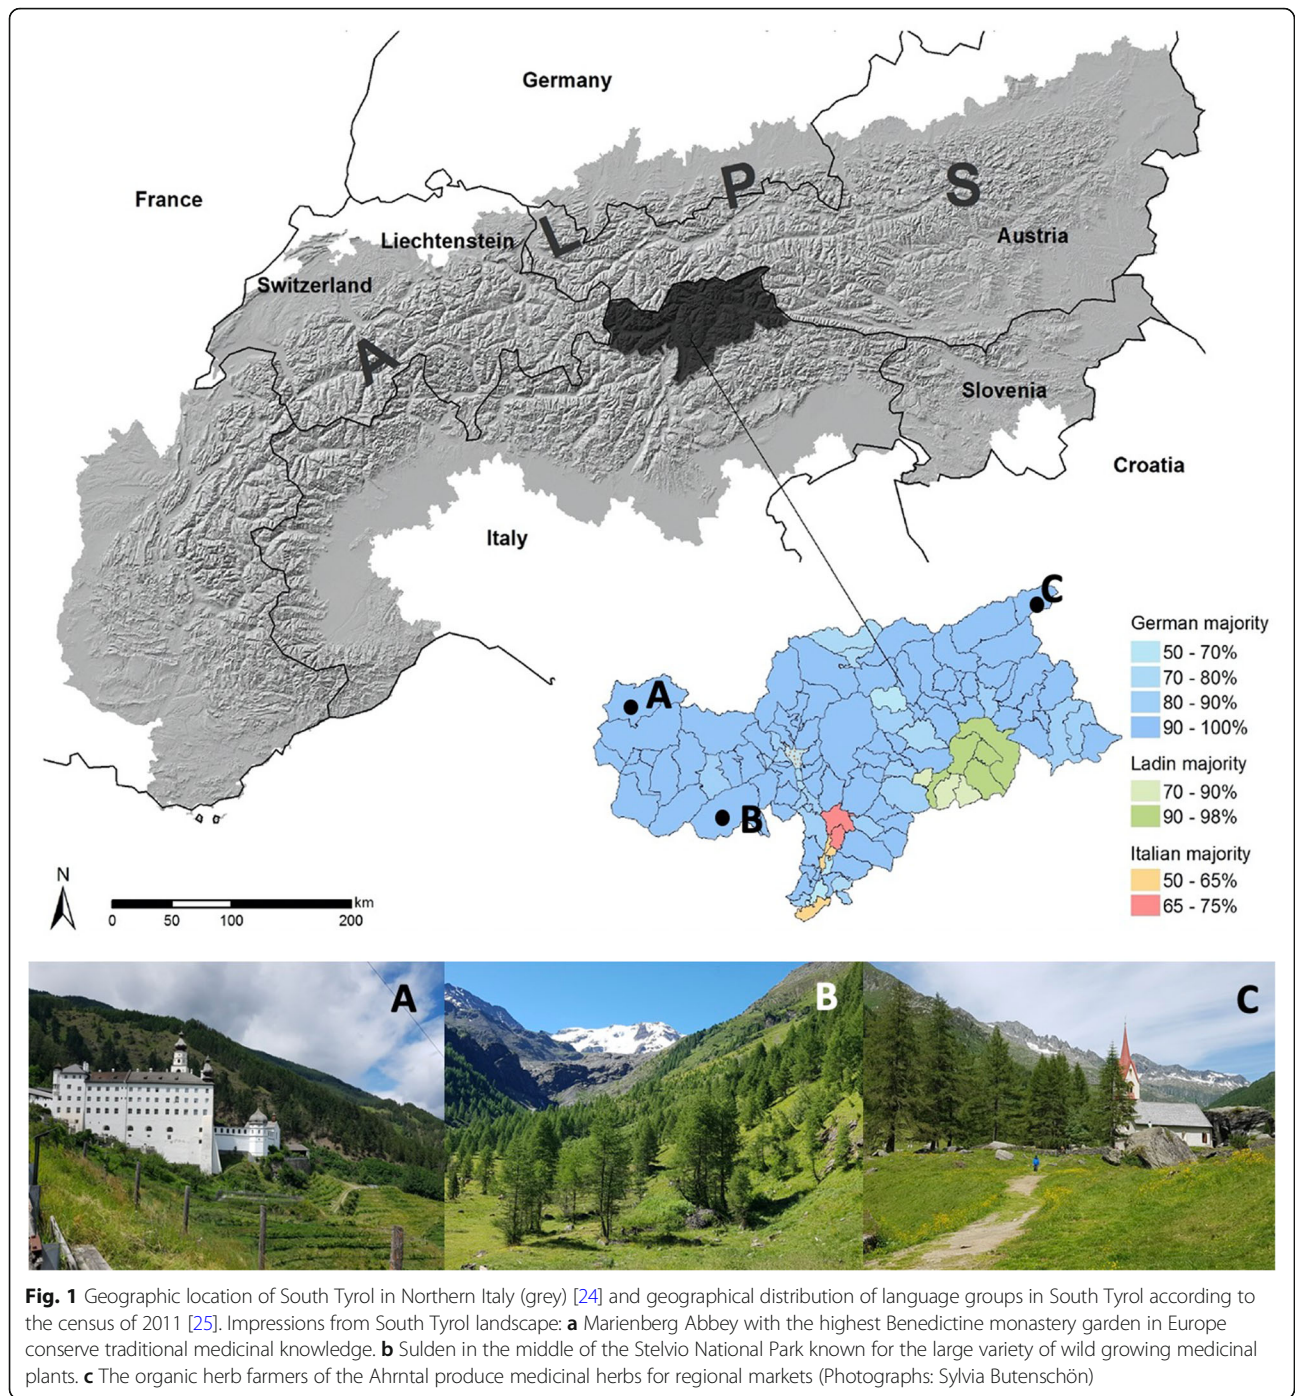 Germany
France
P
S
L
Liechtenstein
Austria
Switzerland
A
Slovenia
Croatia
Italy
C
A
B
German majority
50 - 70%
70 - 80%
80 - 90%
90 - 100%
Ladin majority
70 - 90%
90 - 98%
Italian majority
50 - 65%
65 - 75%
N
km
0 50 100 200
A
B
C
Fig. 1 Geographic location of South Tyrol in Northern Italy (grey) [24] and geographical distribution of language groups in South Tyrol according to
the census of 2011 [25]. Impressions from South Tyrol landscape: a Marienberg Abbey with the highest Benedictine monastery garden in Europe
conserve traditional medicinal knowledge. b Sulden in the middle of the Stelvio National Park known for the large variety of wild growing medicinal
plants. c The organic herb farmers of the Ahrntal produce medicinal herbs for regional markets (Photographs: Sylvia Butenschön)